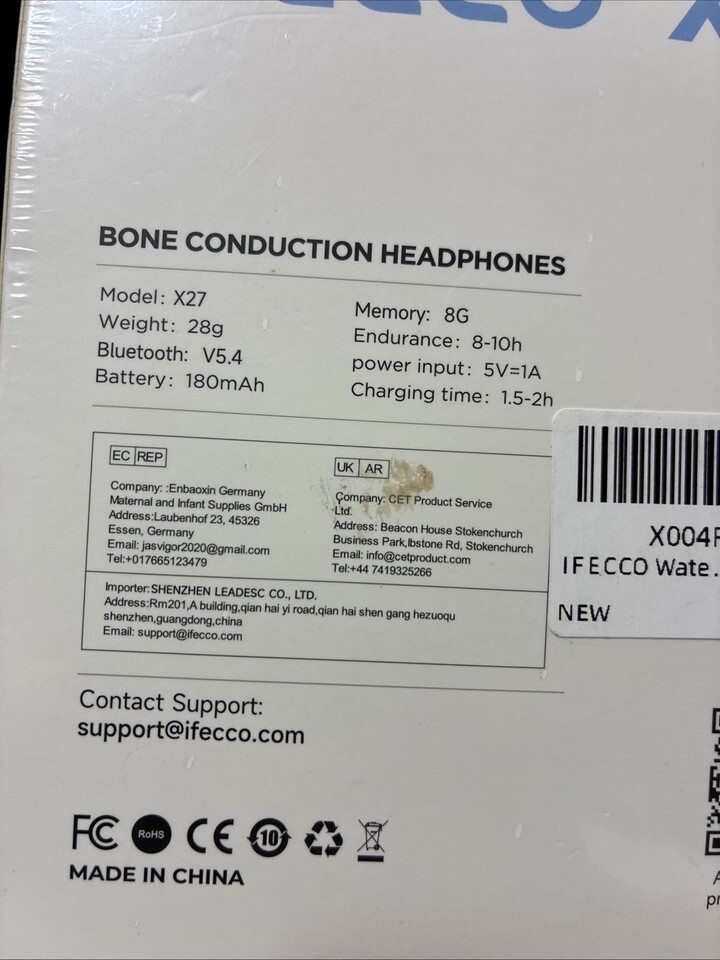 BONE CONDUCTION HEADPHONES
Model: X27
Weight: 28g
Bluetooth: V5.4
Battery: 180mAh
Memory: 8G
Endurance: 8-10h
power input: 5V=1A
Charging time: 1.5-2h
EC REP
Company: :Enbaoxin Germany
Maternal and Infant Supplies GmbH
Address:Laubenhof 23, 45326
Essen, Germany
Email: jasvigor2020@gmail.com
Tel:+017665123479
UK AR
Company: CET Product Service
Ltd.
Address: Beacon House Stokenchurch
Business Park,Ibstone Rd, Stokenchurch
Email: info@cetproduct.com
Tel:+44 7419325266
Importer:SHENZHEN LEADESC CO., LTD.
Address:Rm201,A building,qian hai yi road,qian hai shen gang hezuoqu
shenzhen,guangdong,china
Email: support@ifecco.com
X004
IFECCO Wate.
NEW
Contact Support:
support@ifecco.com
FC RoHS CE 10
MADE IN CHINA